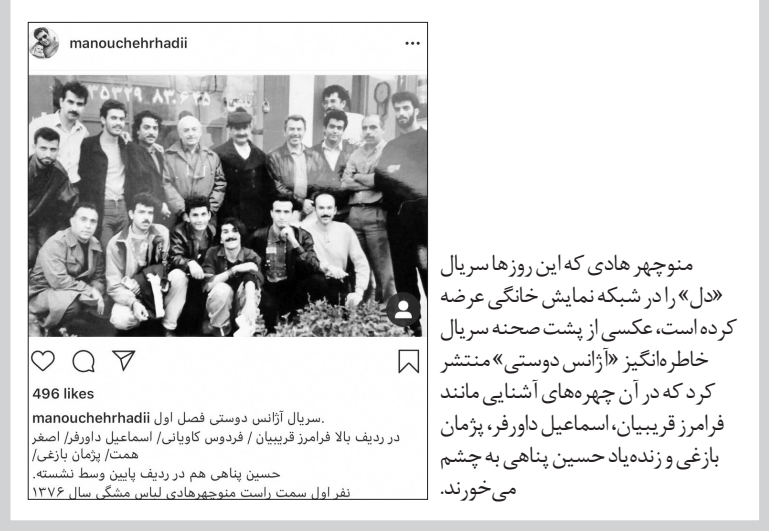 manouchehrhadii
496 likes
manouchehrhadii سریال آژانس دوستی فصل اول.
در ردیف بالا فرامرز قریبیان / فردوس کاویانی/ اسماعیل داورفر/ اصغر
همت/ پژمان بازغی/
حسین پناهی هم در ردیف پایین وسط نشسته.
نفر اول سمت راست منوچهرهادی لباس مشگی سال ۱۳۷۶
منوچهر هادی که این روزها سریال
«دل» را در شبکه نمایش خانگی عرضه
کرده است، عکسی از پشت صحنه سریال
خاطره‌انگیز «آژانس دوستی» منتشر
کرد که در آن چهره‌های آشنایی مانند
فرامرز قریبیان، اسماعیل داورفر، پژمان
بازغی و زنده‌یاد حسین پناهی به چشم
می‌خورند.